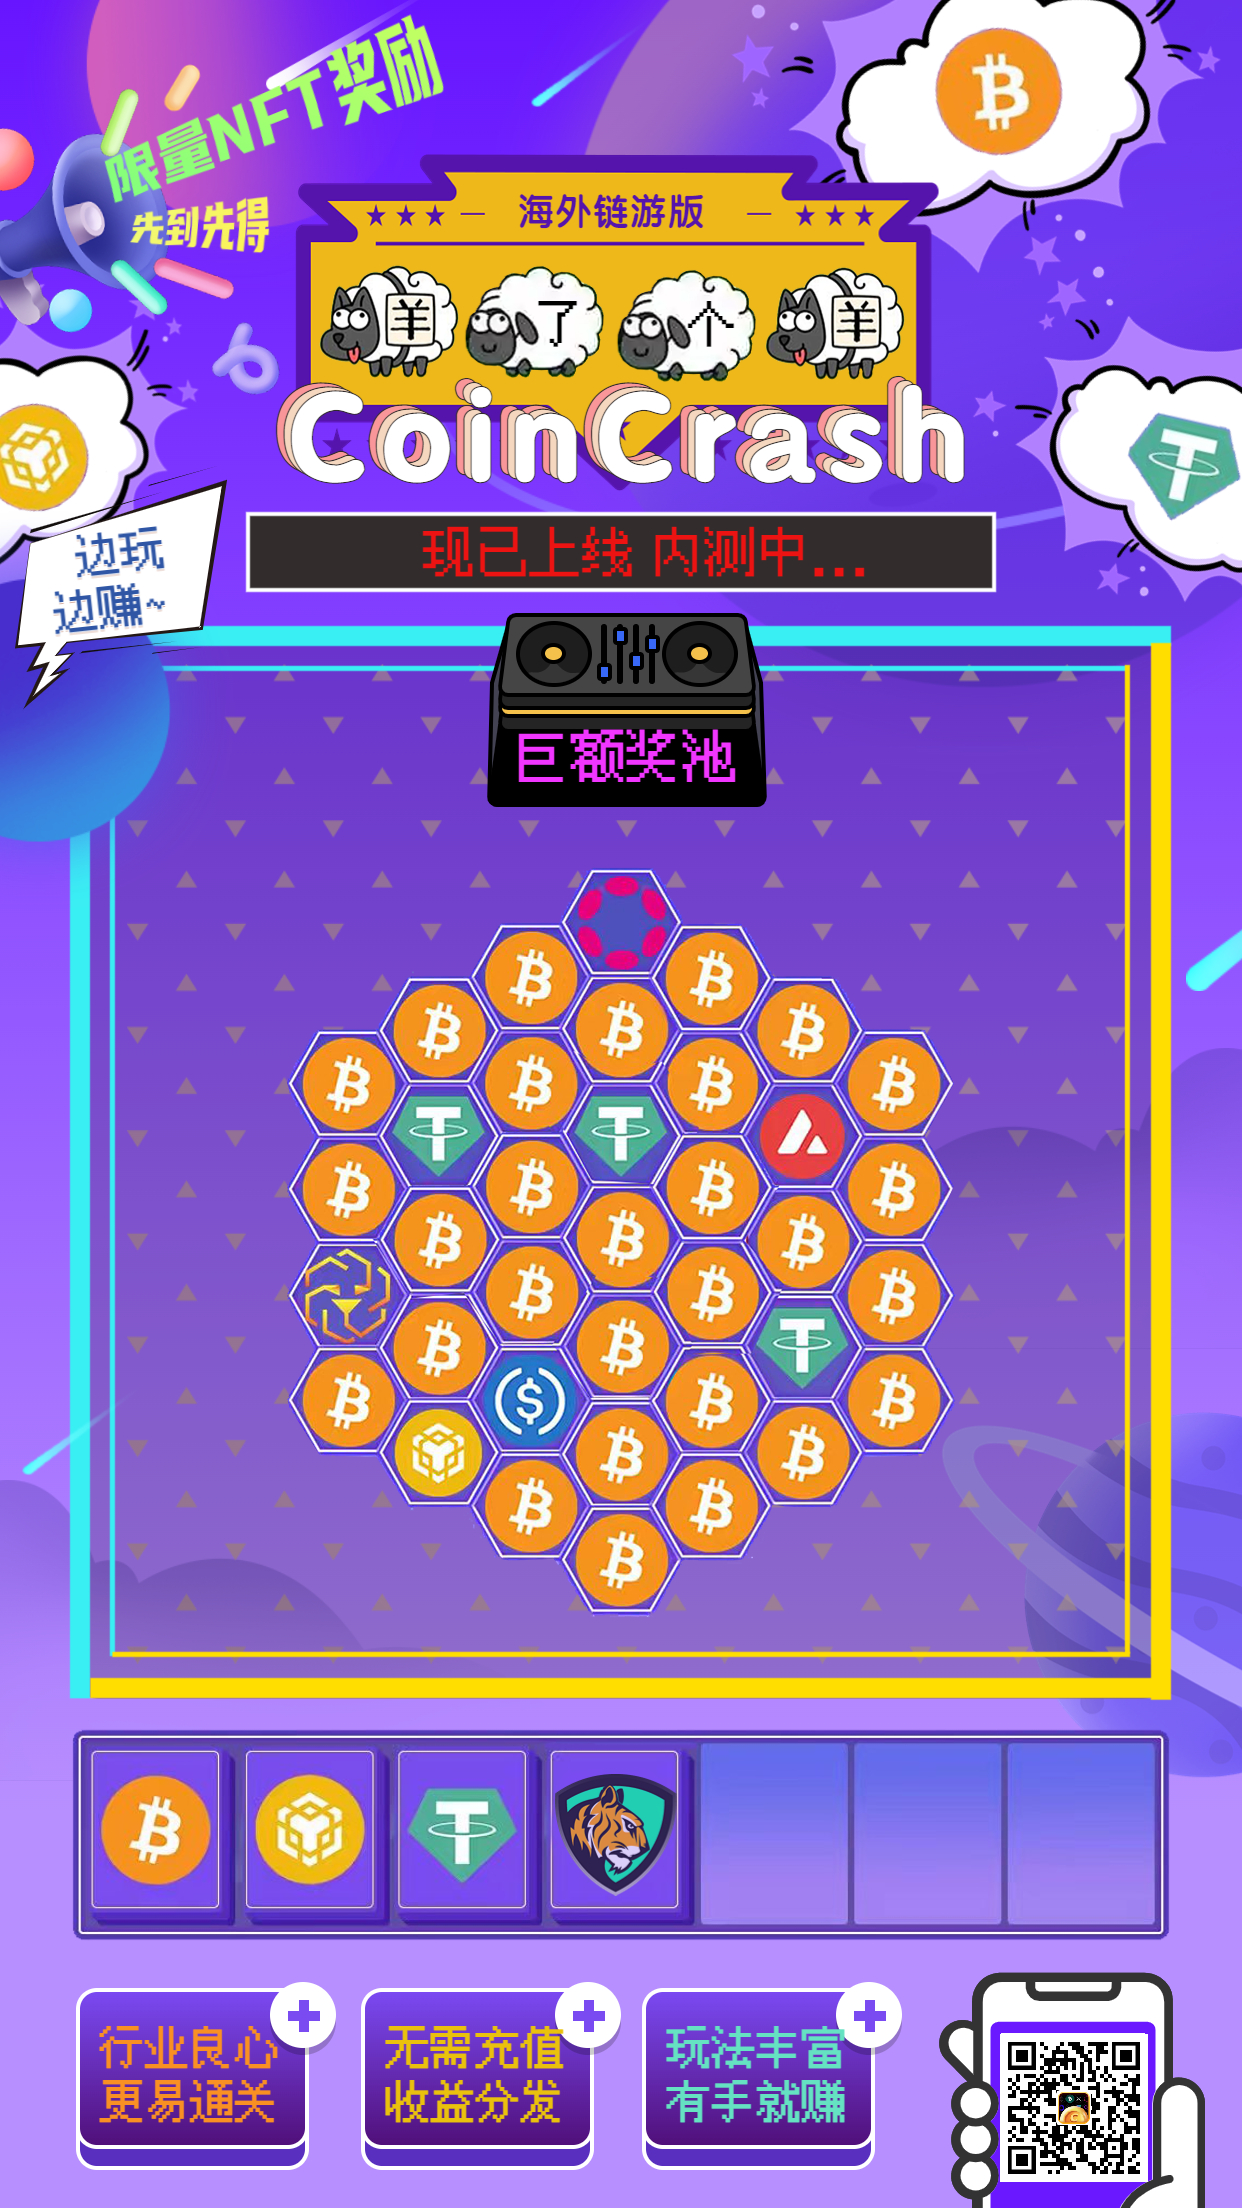 限量NFT奖励
先到先得
海外链游版
羊了个羊
CoinCrash
现已上线 内测中...
边玩
边赚~
巨额奖池
行业良心
更易通关
无需充值
收益分发
玩法丰富
有手就赚